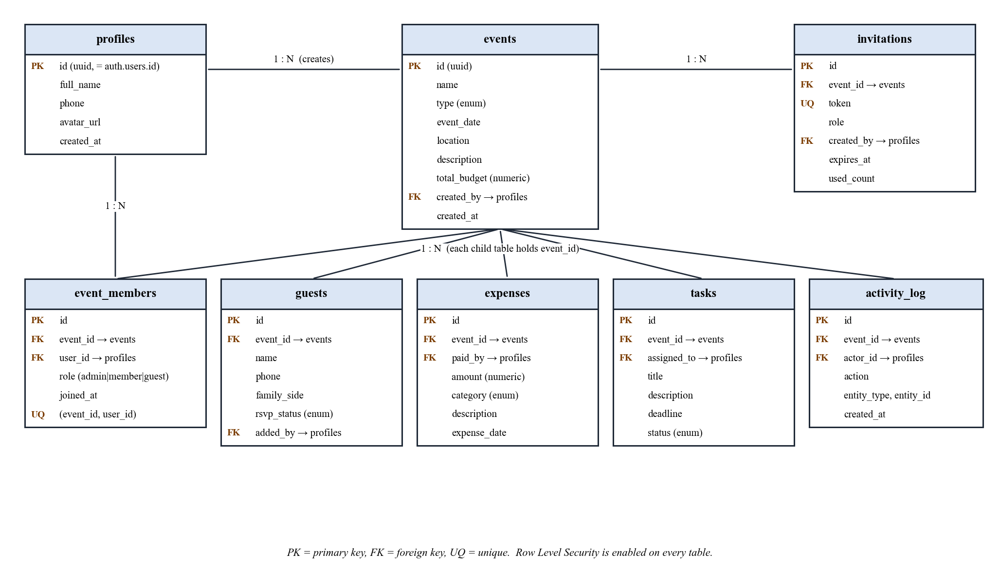 profiles
PK id (uuid, = auth.users.id)
full_name
phone
avatar_url
created_at
1 : N (creates)
events
PK id (uuid)
name
type (enum)
event_date
location
description
total_budget (numeric)
FK created_by → profiles
created_at
1 : N
invitations
PK id
FK event_id → events
UQ token
role
FK created_by → profiles
expires_at
used_count
1 : N
1 : N (each child table holds event_id)
event_members
PK id
FK event_id → events
FK user_id → profiles
role (admin|member|guest)
joined_at
UQ (event_id, user_id)
guests
PK id
FK event_id → events
name
phone
family_side
rsvp_status (enum)
FK added_by → profiles
expenses
PK id
FK event_id → events
FK paid_by → profiles
amount (numeric)
category (enum)
description
expense_date
tasks
PK id
FK event_id → events
FK assigned_to → profiles
title
description
deadline
status (enum)
activity_log
PK id
FK event_id → events
FK actor_id → profiles
action
entity_type, entity_id
created_at
PK = primary key, FK = foreign key, UQ = unique. Row Level Security is enabled on every table.